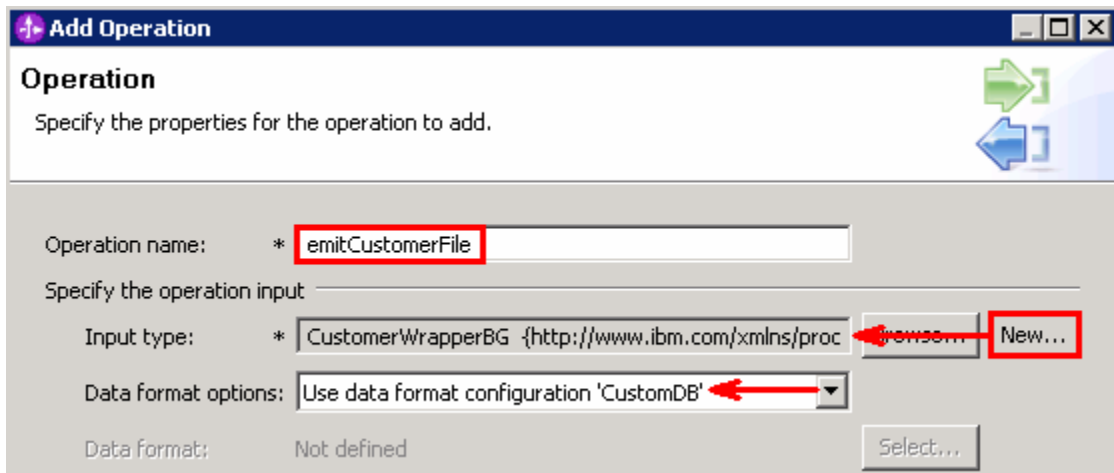 Add Operation
Operation
Specify the properties for the operation to add.
Operation name: * emitCustomerFile
Specify the operation input
Input type: * CustomerWrapperBG {http://www.ibm.com/xmlns/proc Browse... New...
Data format options: Use data format configuration 'CustomDB'
Data format: Not defined Select...